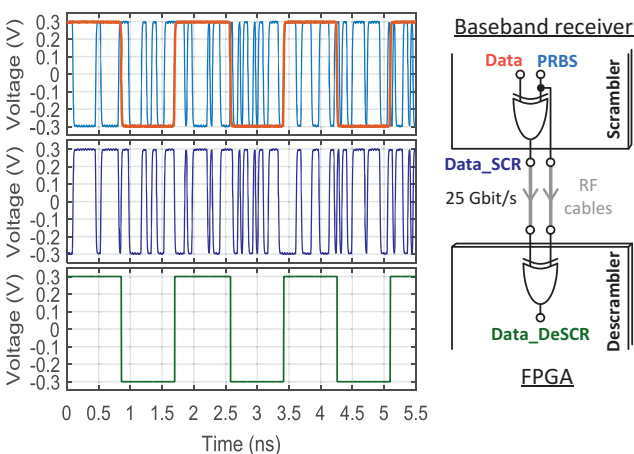 Voltage (V)
0.3
0.2
0.1
0
-0.1
-0.2
-0.3
Voltage (V)
0.3
0.2
0.1
0
-0.1
-0.2
-0.3
Voltage (V)
0.3
0.2
0.1
0
-0.1
-0.2
-0.3
0 0.5 1 1.5 2 2.5 3 3.5 4 4.5 5 5.5
Time (ns)
Baseband receiver
Data PRBS
Scrambler
Data_SCR
25 Gbit/s
RF
cables
Descrambler
Data_DeSCR
FPGA